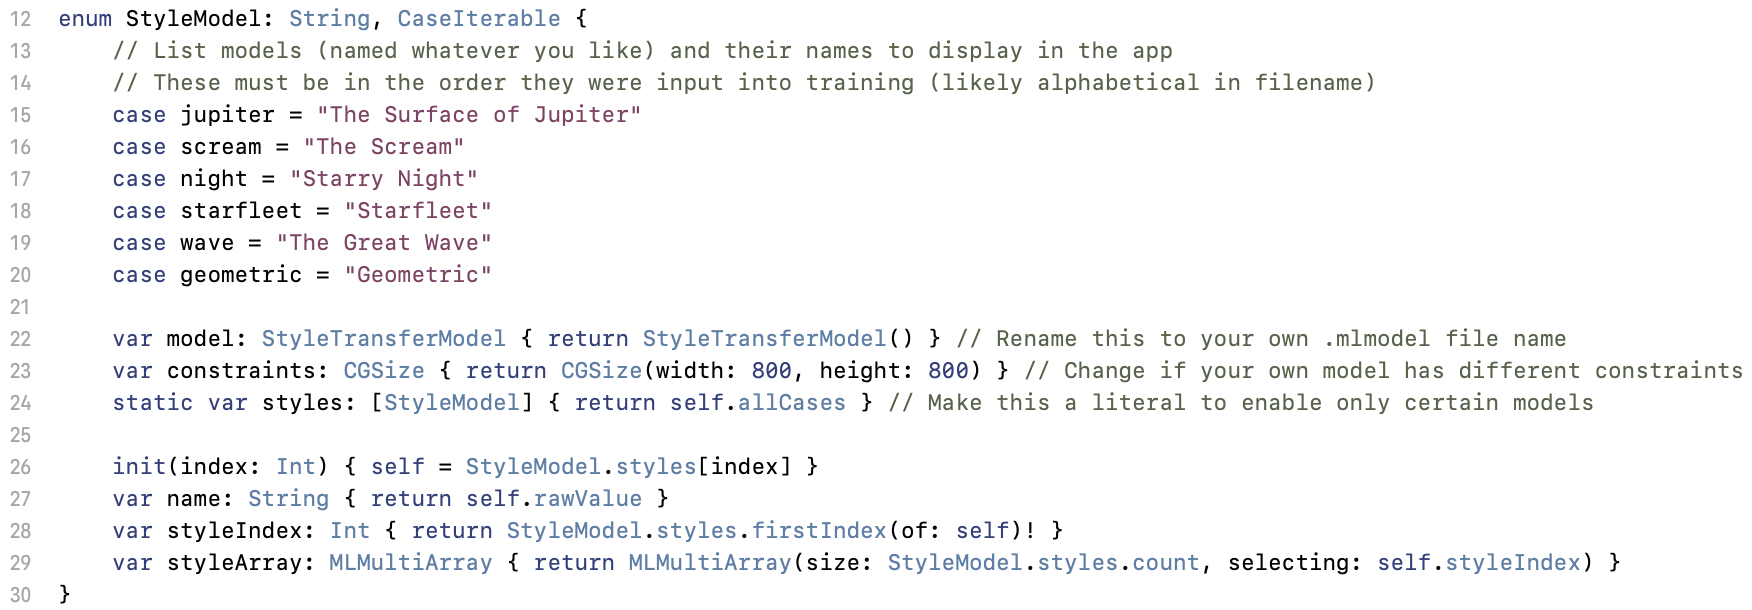 12 enum StyleModel: String, CaseIterable {
13     // List models (named whatever you like) and their names to display in the app
14     // These must be in the order they were input into training (likely alphabetical in filename)
15     case jupiter = "The Surface of Jupiter"
16     case scream = "The Scream"
17     case night = "Starry Night"
18     case starfleet = "Starfleet"
19     case wave = "The Great Wave"
20     case geometric = "Geometric"
21
22     var model: StyleTransferModel { return StyleTransferModel() } // Rename this to your own .mlmodel file name
23     var constraints: CGSize { return CGSize(width: 800, height: 800) } // Change if your own model has different constraints
24     static var styles: [StyleModel] { return self.allCases } // Make this a literal to enable only certain models
25
26     init(index: Int) { self = StyleModel.styles[index] }
27     var name: String { return self.rawValue }
28     var styleIndex: Int { return StyleModel.styles.firstIndex(of: self)! }
29     var styleArray: MLMultiArray { return MLMultiArray(size: StyleModel.styles.count, selecting: self.styleIndex) }
30 }